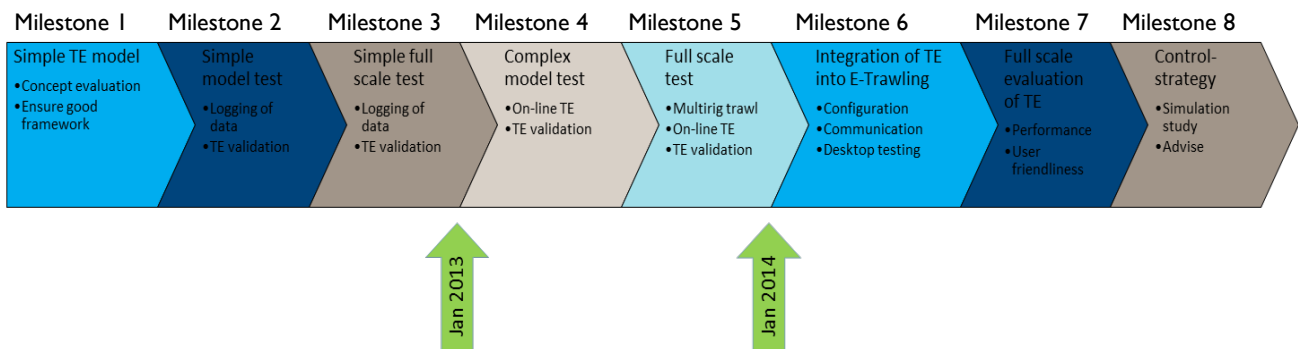 Milestone 1
Milestone 2
Milestone 3
Milestone 4
Milestone 5
Milestone 6
Milestone 7
Milestone 8
Simple TE model
•Concept evaluation
•Ensure good
framework
Simple
model test
•Logging of
data
•TE validation
Simple full
scale test
•Logging of
data
•TE validation
Complex
model test
•On-line TE
•TE validation
Full scale
test
•Multirig trawl
•On-line TE
•TE validation
Integration of TE
into E-Trawling
•Configuration
•Communication
•Desktop testing
Full scale
evaluation
of TE
•Performance
•User
friendliness
Control-
strategy
•Simulation
study
•Advise
Jan 2013
Jan 2014